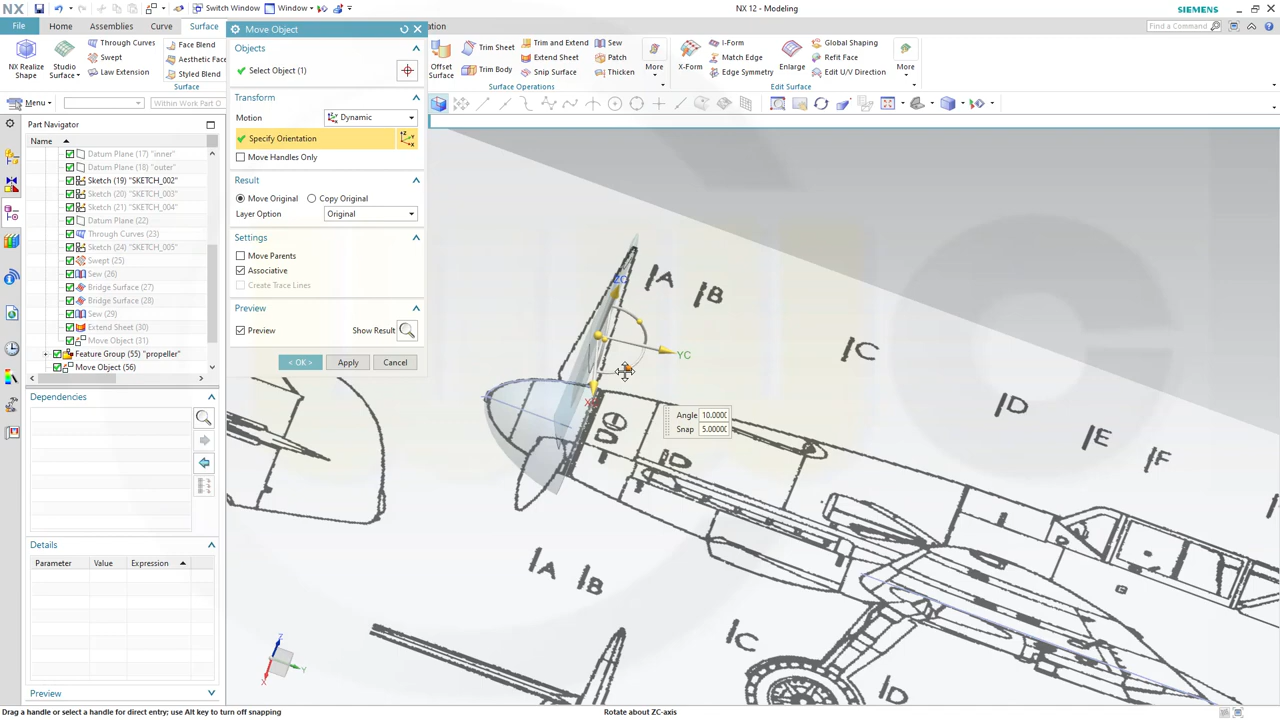 Switch Window Window NX 12 - Modeling SIEMENS
File Home Assemblies Curve Surface
Find a Command
NX Realize Shape
Studio Surface
Through Curves
Swept
Law Extension
Face Blend
Aesthetic Face
Styled Blend
Surface
Move Object
Offset Surface
Trim Sheet
Trim Body
Trim and Extend
Extend Sheet
Snip Surface
Sew
Patch
Thicken
More
Surface Operations
X-Form
I-Form
Match Edge
Edge Symmetry
Enlarge
Global Shaping
Refit Face
Edit U/V Direction
More
Edit Surface
Menu
Within Work Part O
Objects
Select Object (1)
Transform
Motion Dynamic
Specify Orientation
Move Handles Only
Result
Move Original Copy Original
Layer Option Original
Settings
Move Parents
Associative
Create Trace Lines
Preview
Preview Show Result
< OK > Apply Cancel
Part Navigator
Name
Datum Plane (17) "inner"
Datum Plane (18) "outer"
Sketch (19) "SKETCH_002"
Sketch (20) "SKETCH_003"
Sketch (21) "SKETCH_004"
Datum Plane (22)
Through Curves (23)
Sketch (24) "SKETCH_005"
Swept (25)
Sew (26)
Bridge Surface (27)
Bridge Surface (28)
Sew (29)
Extend Sheet (30)
Move Object (31)
Feature Group (55) "propeller"
Move Object (56)
Dependencies
Details
Parameter Value Expression
Preview
ZC
YC
Angle 10.0000
Snap 5.00000
A B
C
D
E
F
D
A B
C
D
Z
Y
X
Drag a handle or select a handle for direct entry; use Alt key to turn off snapping Rotate about ZC-axis